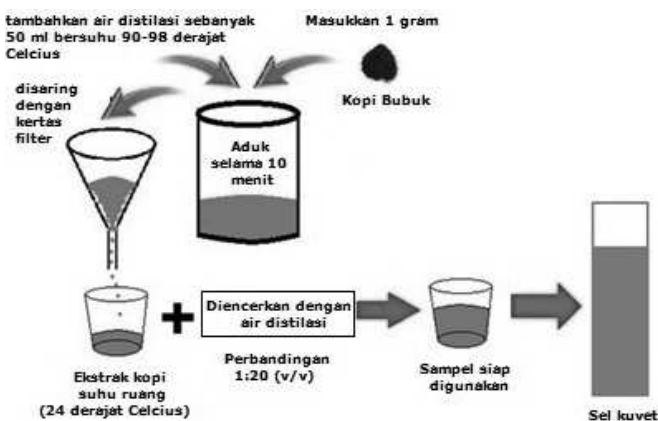 tambahkan air distilasi sebanyak
50 ml bersuhu 90-98 derajat
Celcius
Masukkan 1 gram
Kopi Bubuk
disaring
dengan
kertas
filter
Aduk
selama 10
menit
Diencerkan dengan
air distilasi
Perbandingan
1:20 (v/v)
Ekstrak kopi
suhu ruang
(24 derajat Celcius)
Sampel siap
digunakan
Sel kuvet